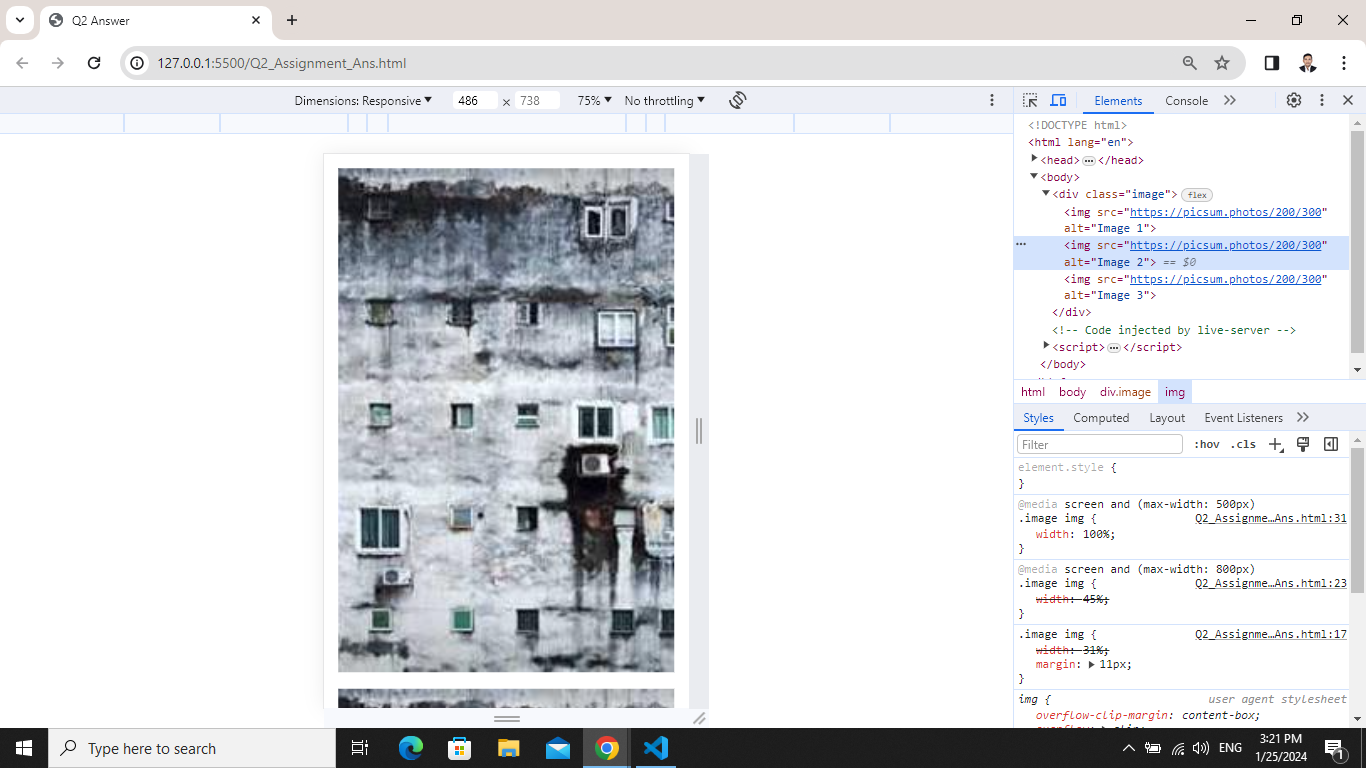 Q2 Answer
127.0.0.1:5500/Q2_Assignment_Ans.html
Dimensions: Responsive 486 × 738 75% No throttling
Elements Console
<!DOCTYPE html>
<html lang="en">
<head> ••• </head>
<body>
<div class="image"> flex
<img src="https://picsum.photos/200/300"
alt="Image 1">
<img src="https://picsum.photos/200/300"
alt="Image 2"> == $0
<img src="https://picsum.photos/200/300"
alt="Image 3">
</div>
<!-- Code injected by live-server -->
<script> ••• </script>
</body>
html body div.image img
Styles Computed Layout Event Listeners
Filter :hov .cls
element.style {
}
@media screen and (max-width: 500px)
.image img { Q2_Assignme…Ans.html:31
width: 100%;
}
@media screen and (max-width: 800px)
.image img { Q2_Assignme…Ans.html:23
width: 45%;
}
.image img { Q2_Assignme…Ans.html:17
width: 31%;
margin: 11px;
}
img { user agent stylesheet
overflow-clip-margin: content-box;
Type here to search
ENG
3:21 PM
1/25/2024
1